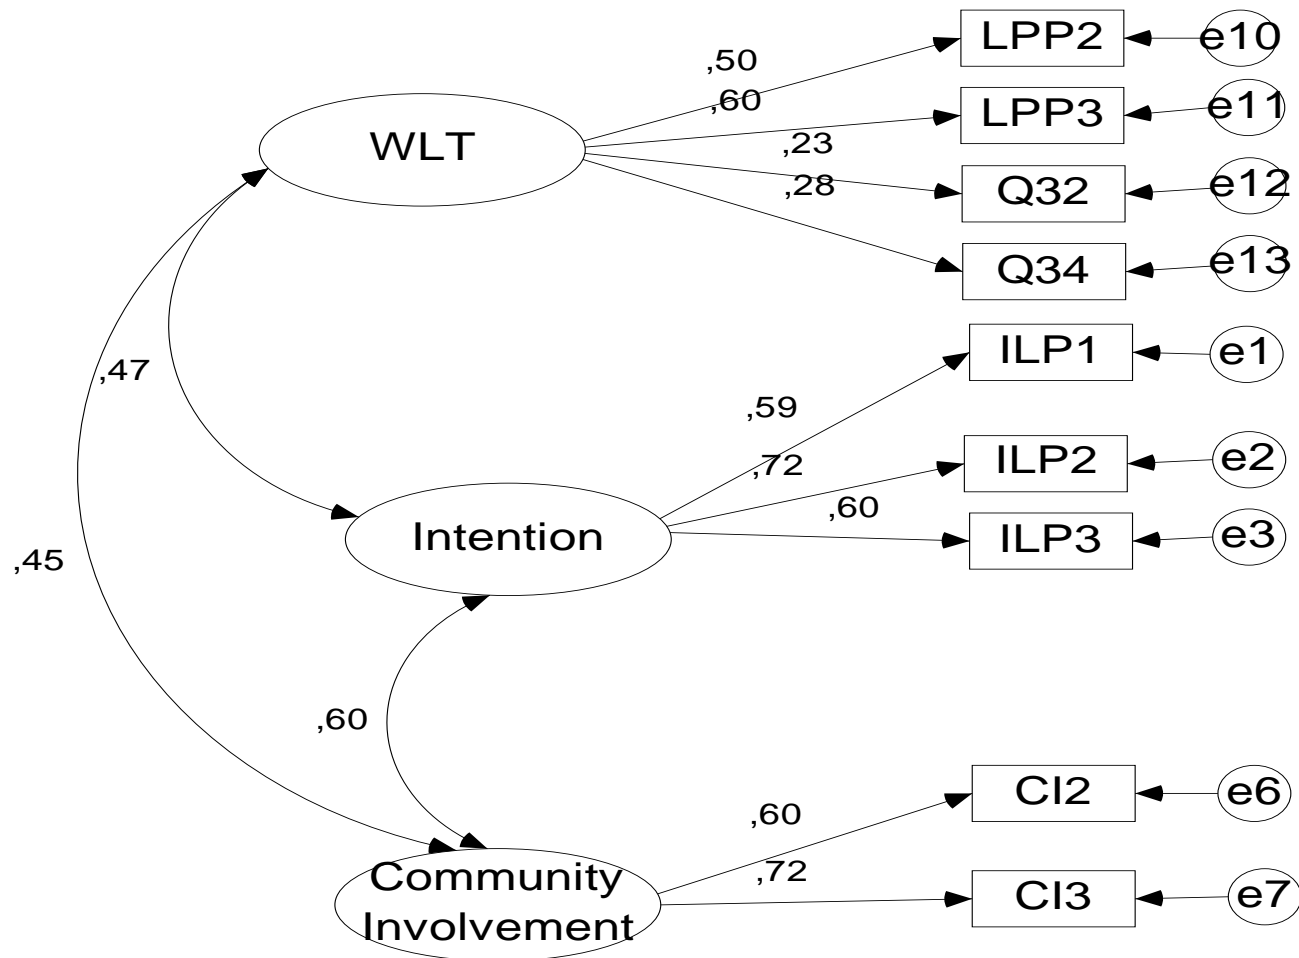 LPP2
e10
,50
,60
LPP3
e11
WLT
,23
,28
Q32
e12
Q34
e13
ILP1
e1
,47
,59
,72
ILP2
e2
,60
Intention
ILP3
e3
,45
,60
CI2
e6
,60
,72
Community
Involvement
CI3
e7